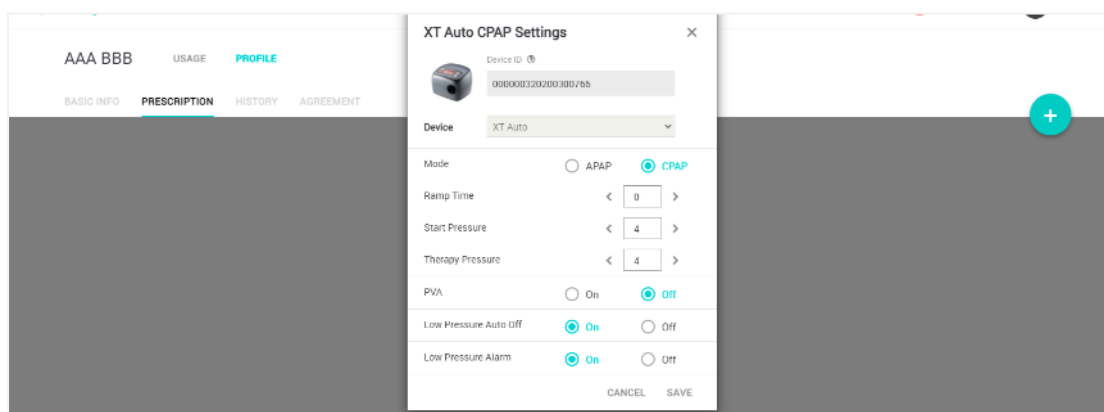 XT Auto CPAP Settings
AAA BBB USAGE PROFILE
Device ID
000000320200300766
BASIC INFO PRESCRIPTION HISTORY AGREEMENT
Device XT Auto
Mode APAP CPAP
Ramp Time 0
Start Pressure 4
Therapy Pressure 4
PVA On Off
Low Pressure Auto Off On Off
Low Pressure Alarm On Off
CANCEL SAVE